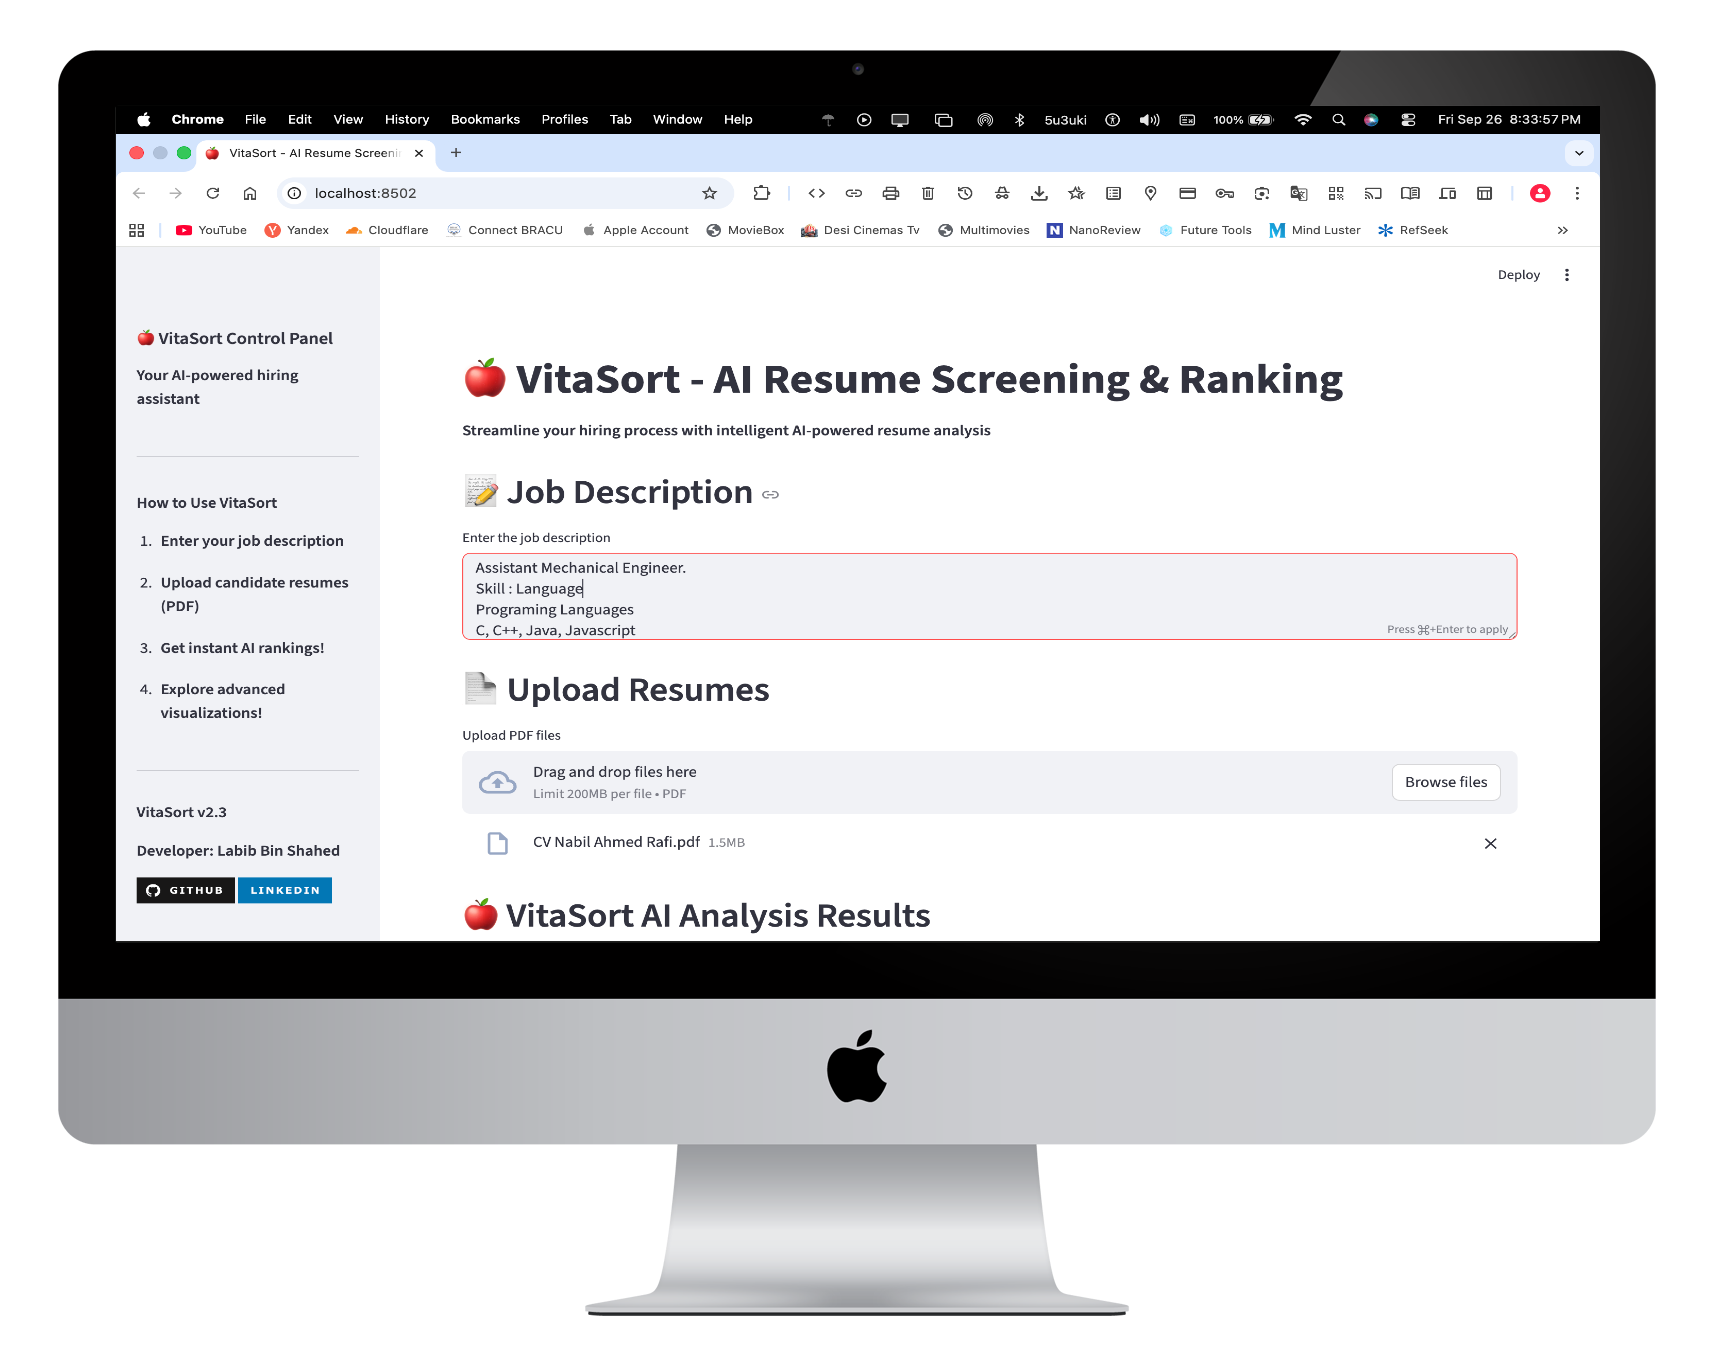 Chrome File Edit View History Bookmarks Profiles Tab Window Help 5u3uki 100% Fri Sep 26 8:33:57 PM
VitaSort - AI Resume Screenin
localhost:8502
YouTube Yandex Cloudflare Connect BRACU Apple Account MovieBox Desi Cinemas Tv Multimovies NanoReview Future Tools Mind Luster RefSeek
Deploy
VitaSort Control Panel
Your AI-powered hiring
assistant
How to Use VitaSort
1. Enter your job description
2. Upload candidate resumes
(PDF)
3. Get instant AI rankings!
4. Explore advanced
visualizations!
VitaSort v2.3
Developer: Labib Bin Shahed
GITHUB LINKEDIN
VitaSort - AI Resume Screening & Ranking
Streamline your hiring process with intelligent AI-powered resume analysis
Job Description
Enter the job description
Assistant Mechanical Engineer.
Skill : Language
Programing Languages
C, C++, Java, Javascript
Press ⌘+Enter to apply
Upload Resumes
Upload PDF files
Drag and drop files here
Limit 200MB per file • PDF
Browse files
CV Nabil Ahmed Rafi.pdf 1.5MB
VitaSort AI Analysis Results